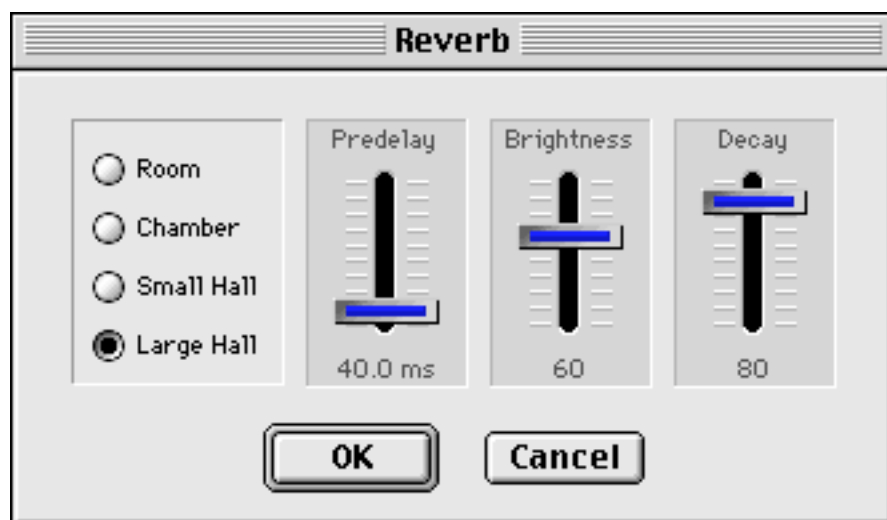 Reverb
Room
Chamber
Small Hall
Large Hall
Predelay
40.0 ms
Brightness
60
Decay
80
OK
Cancel